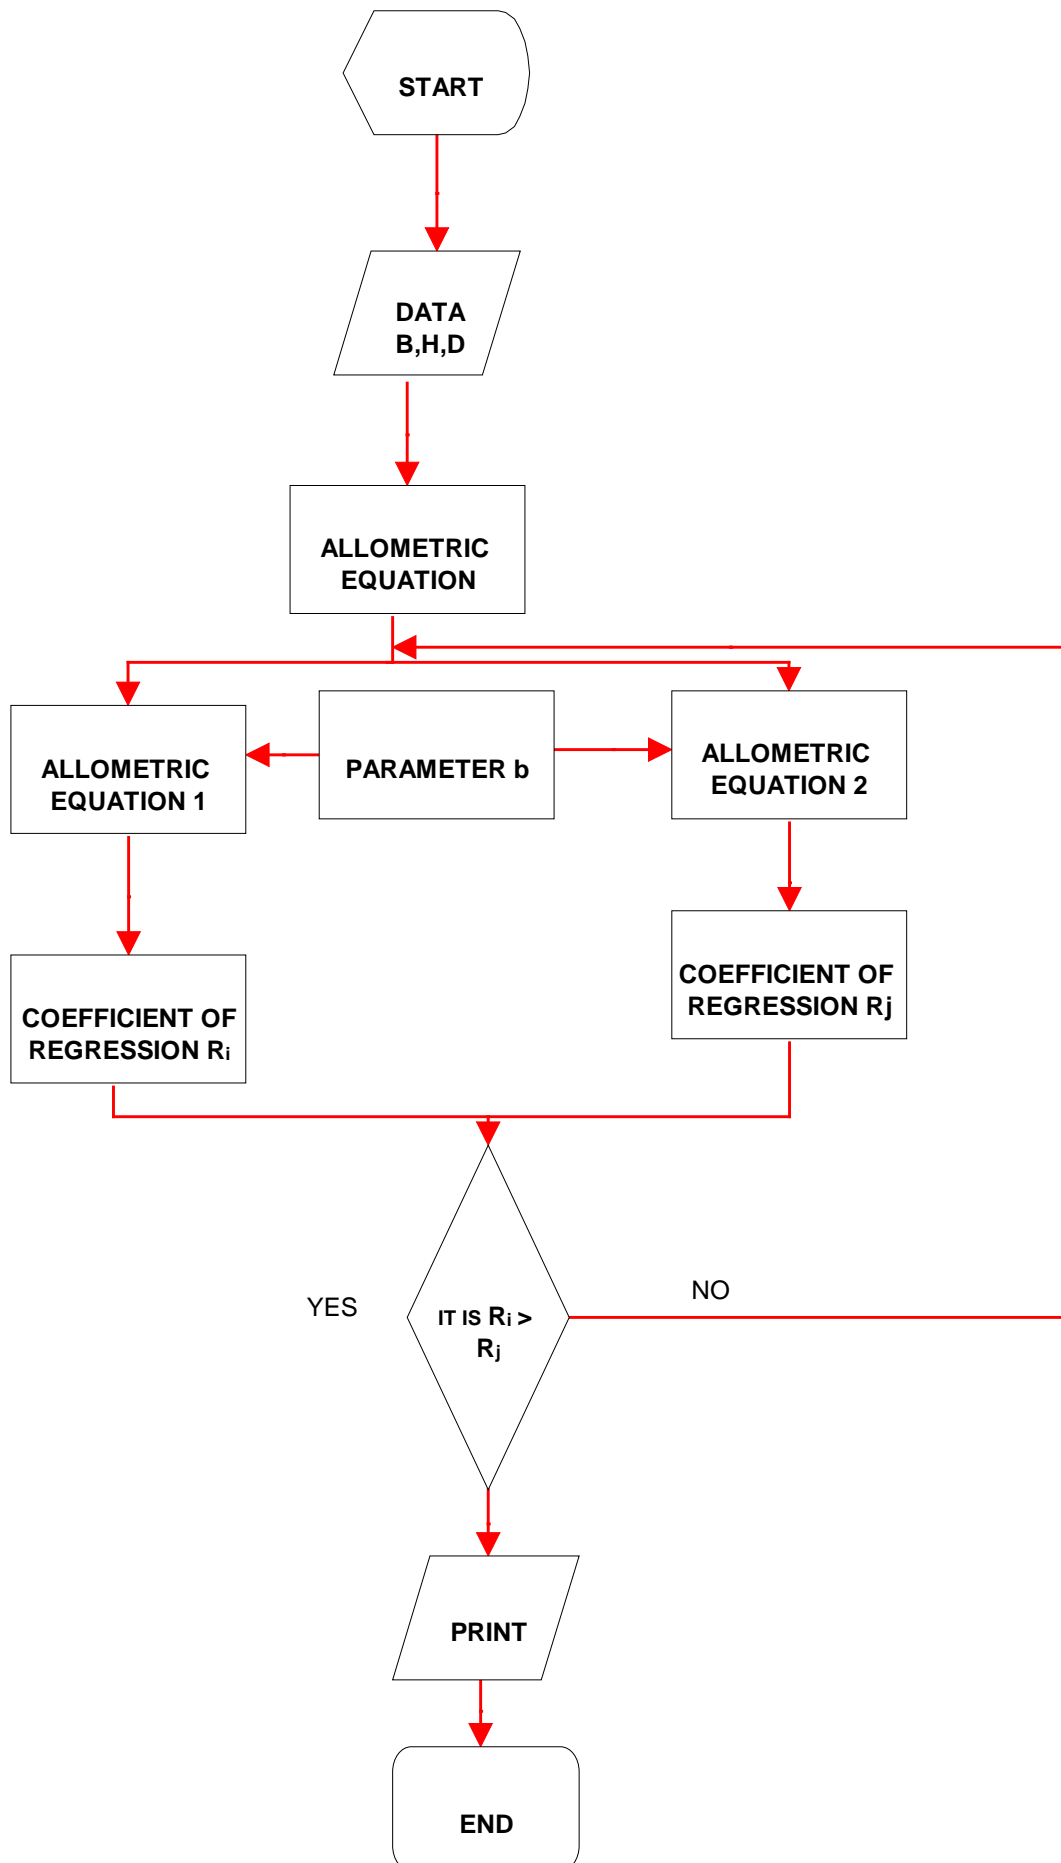 START
DATA
B,H,D
ALLOMETRIC
EQUATION
ALLOMETRIC
EQUATION 1
PARAMETER b
ALLOMETRIC
EQUATION 2
COEFFICIENT OF
REGRESSION Ri
COEFFICIENT OF
REGRESSION Rj
YES
IT IS Ri >
Rj
NO
PRINT
END